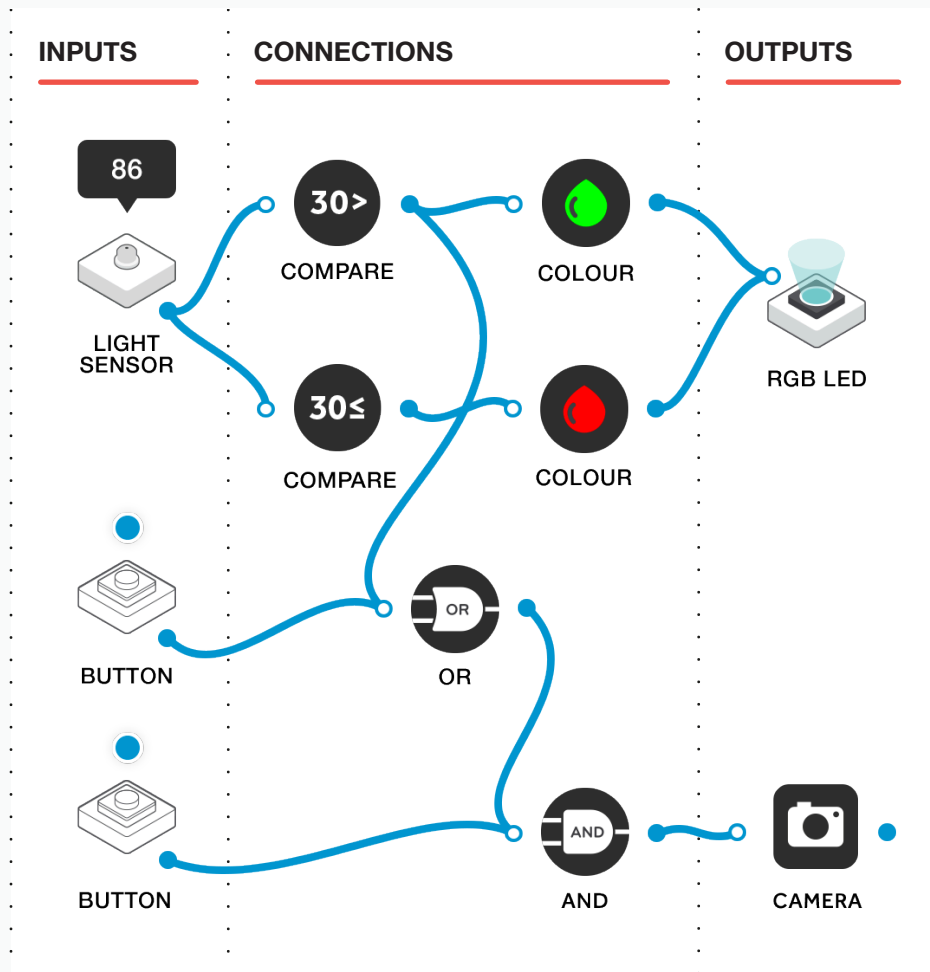 INPUTS
CONNECTIONS
OUTPUTS
86
30>
COMPARE
COLOUR
LIGHT
SENSOR
RGB LED
30≤
COMPARE
COLOUR
BUTTON
OR
OR
BUTTON
AND
AND
CAMERA